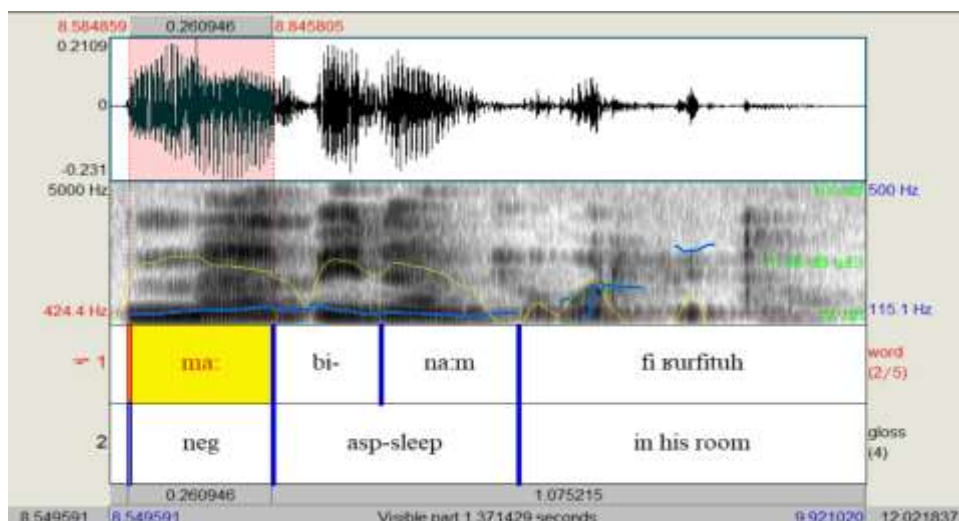 8.584859 0.260946 8.845805
0.2109
0
-0.231
5000 Hz 500 Hz
424.4 Hz 115.1 Hz
1 ma: bi- na:m fi ʁurfituh word (2/5)
2 neg asp-sleep in his room gloss (4)
0.260946 1.075215
8.549591 8.549591 Visible part 1.371429 seconds 9.921020 12.021837